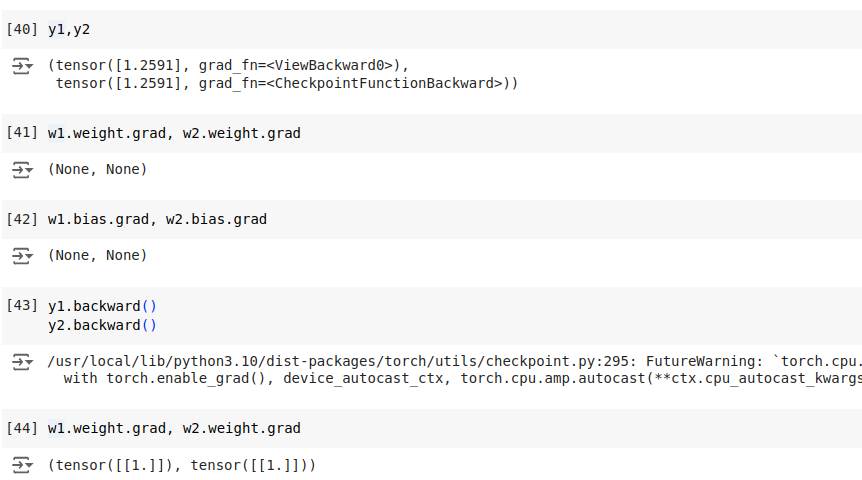 [40] y1,y2
(tensor([1.2591], grad_fn=<ViewBackward0>),
tensor([1.2591], grad_fn=<CheckpointFunctionBackward>))
[41] w1.weight.grad, w2.weight.grad
(None, None)
[42] w1.bias.grad, w2.bias.grad
(None, None)
[43] y1.backward()
y2.backward()
/usr/local/lib/python3.10/dist-packages/torch/utils/checkpoint.py:295: FutureWarning: `torch.cpu.
with torch.enable_grad(), device_autocast_ctx, torch.cpu.amp.autocast(**ctx.cpu_autocast_kwargs
[44] w1.weight.grad, w2.weight.grad
(tensor([[1.]]), tensor([[1.]]))